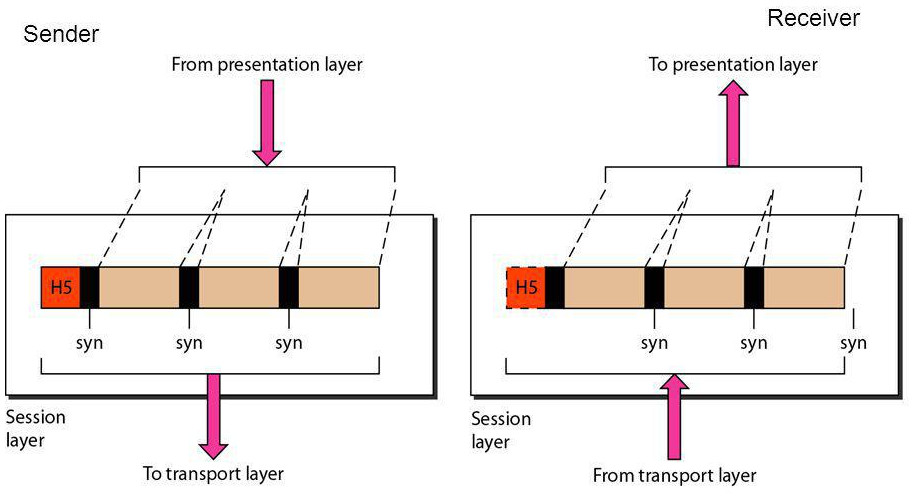 Sender
Receiver
From presentation layer
To presentation layer
H5
H5
syn
syn
syn
syn
syn
syn
Session
layer
Session
layer
To transport layer
From transport layer